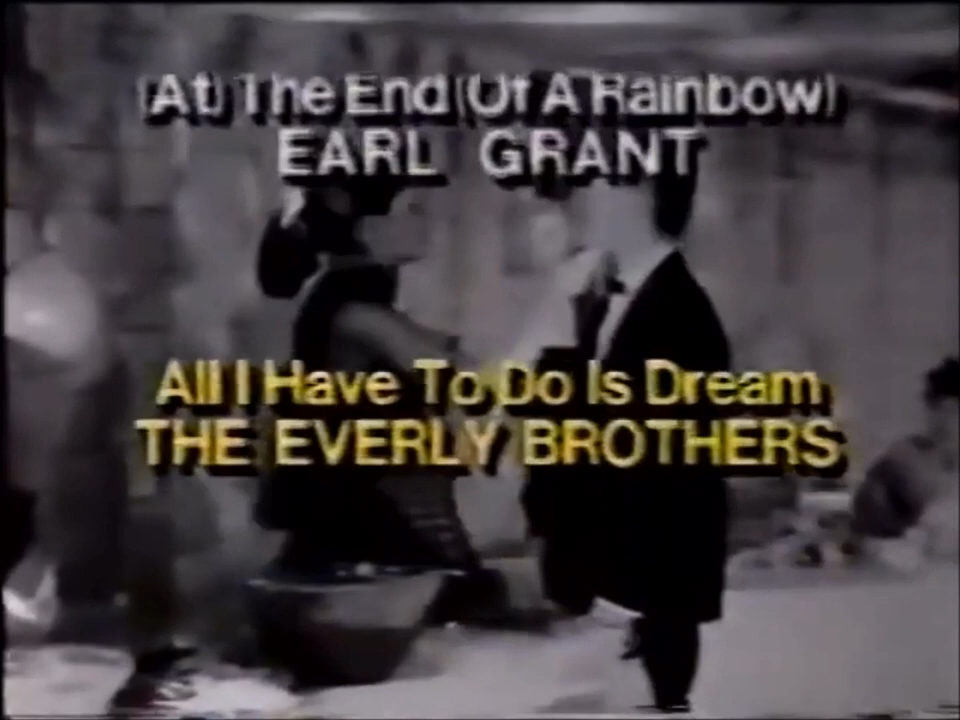 (At) The End (Of A Rainbow)
EARL GRANT
All I Have To Do Is Dream
THE EVERLY BROTHERS